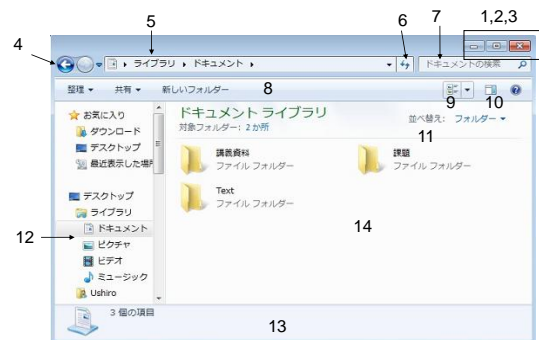 1,2,3
5
6
7
4
ライブラリ ドキュメント
ドキュメントの検索
整理 共有 新しいフォルダー
8
9
10
お気に入り
ダウンロード
デスクトップ
最近表示した場所
ドキュメント ライブラリ
対象フォルダー: 2 か所
並べ替え: フォルダー
11
講義資料
ファイル フォルダー
課題
ファイル フォルダー
Text
ファイル フォルダー
14
デスクトップ
ライブラリ
ドキュメント
12
ピクチャ
ビデオ
ミュージック
Ushiro
3 個の項目
13